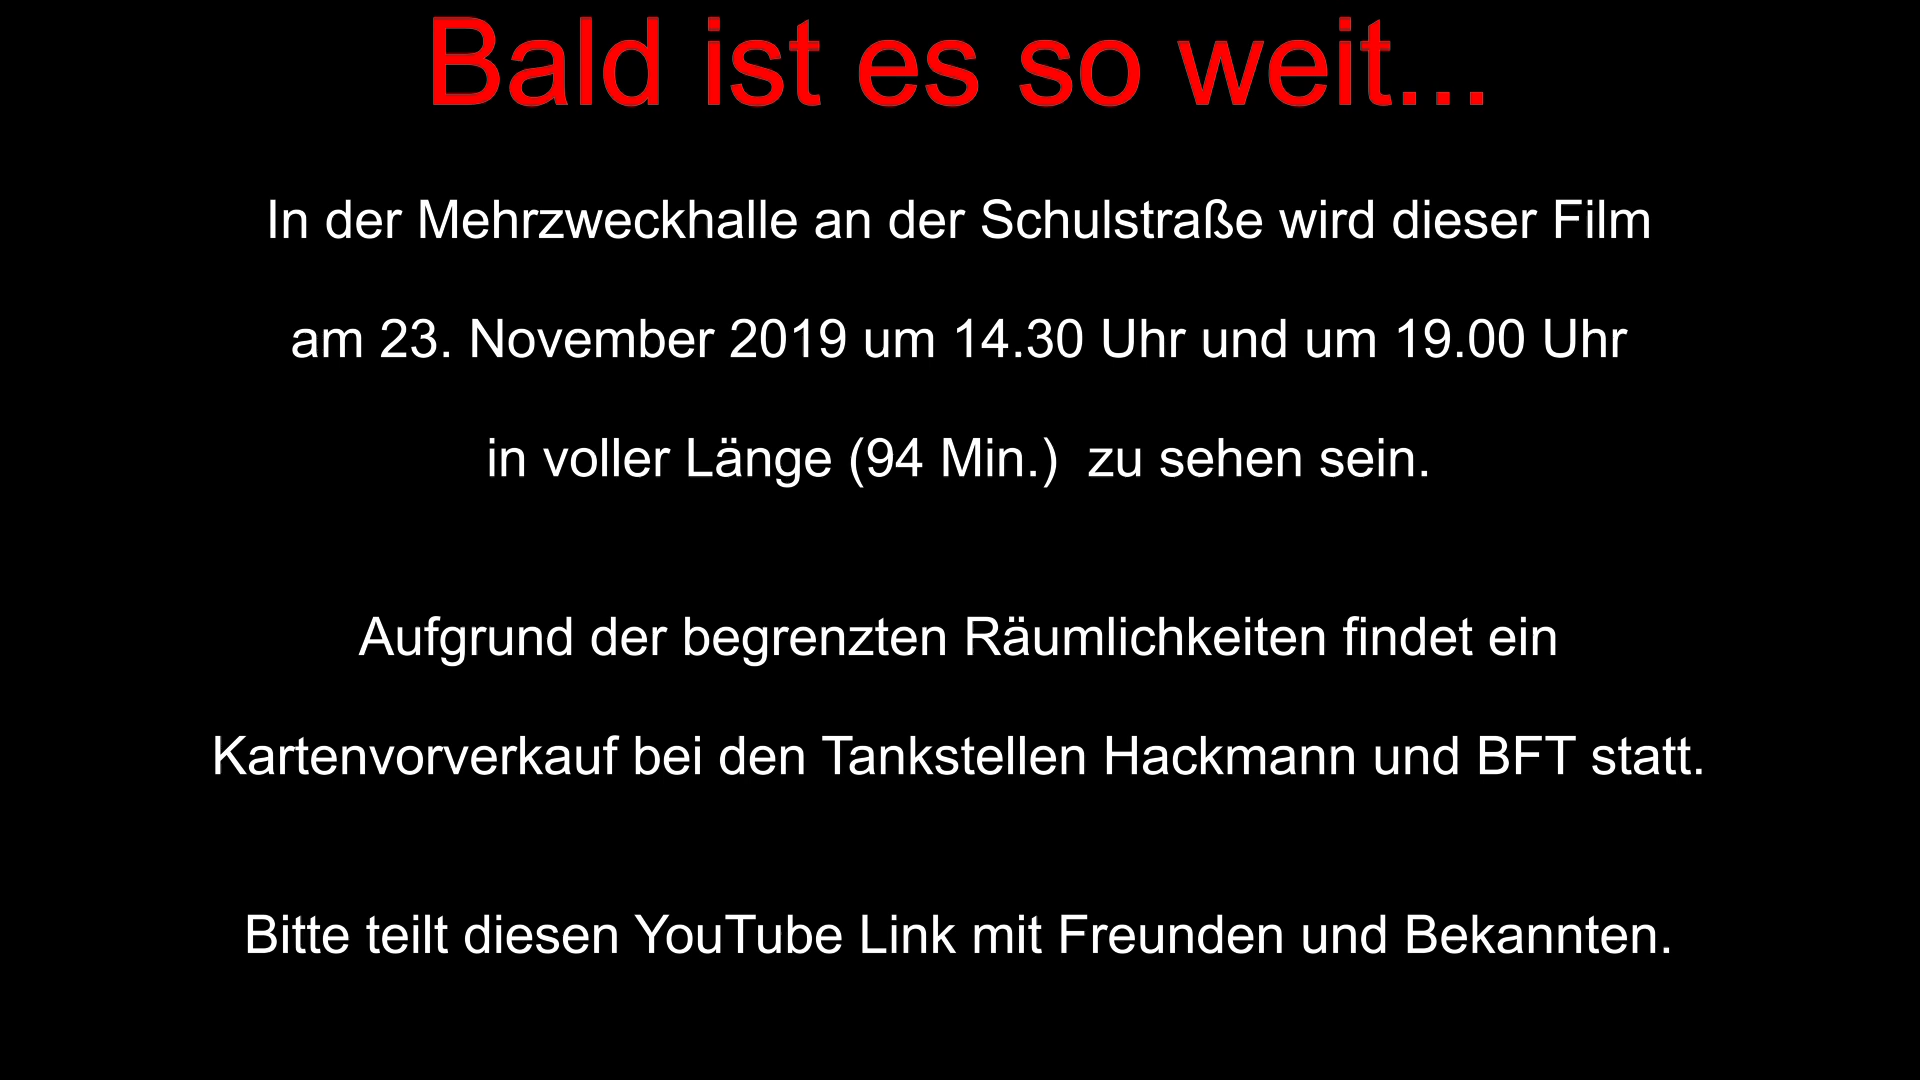 Bald ist es so weit...
In der Mehrzweckhalle an der Schulstraße wird dieser Film
am 23. November 2019 um 14.30 Uhr und um 19.00 Uhr
in voller Länge (94 Min.)  zu sehen sein.
Aufgrund der begrenzten Räumlichkeiten findet ein
Kartenvorverkauf bei den Tankstellen Hackmann und BFT statt.
Bitte teilt diesen YouTube Link mit Freunden und Bekannten.